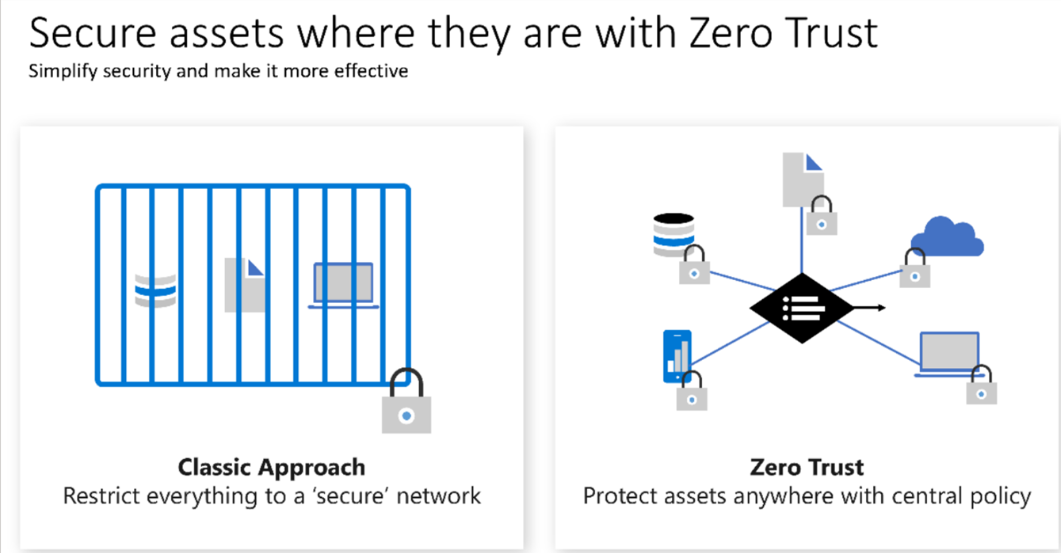 Secure assets where they are with Zero Trust
Simplify security and make it more effective
Classic Approach
Restrict everything to a ‘secure’ network
Zero Trust
Protect assets anywhere with central policy